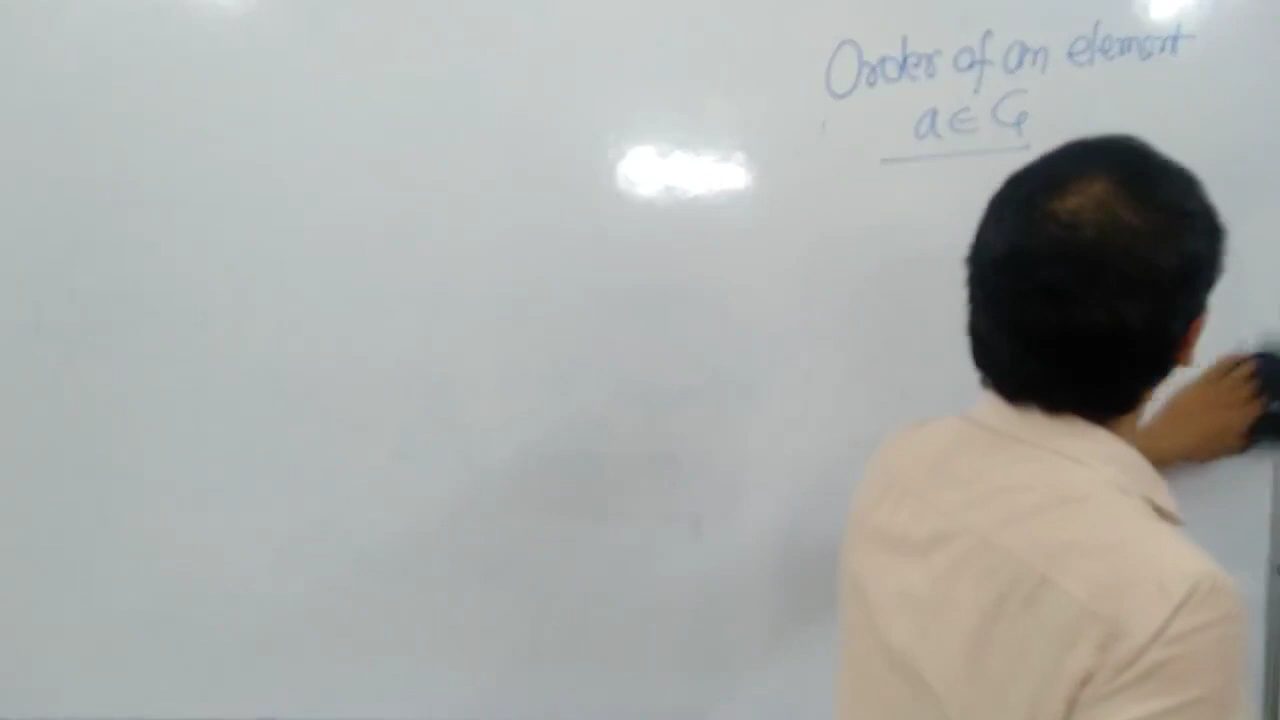 Order of an element
a ∈ G